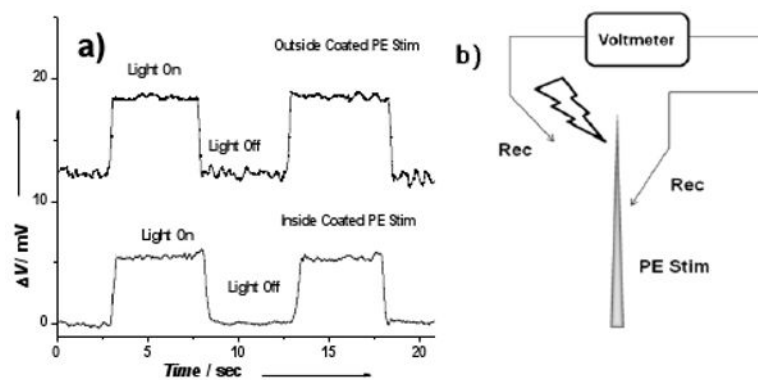 a)
Outside Coated PE Stim
Light On
Light Off
Inside Coated PE Stim
Light On
Light Off
20
10
0
ΔV/ mV
0 5 10 15 20
Time / sec
b)
Voltmeter
Rec
Rec
PE Stim